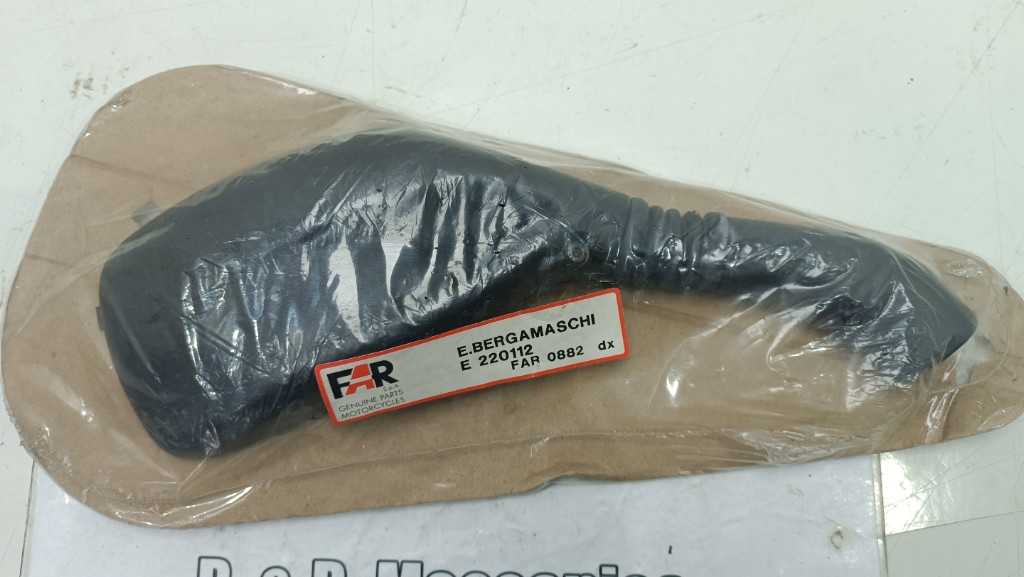 FAR
GENUINE PARTS
MOTORCYCLES
E.BERGAMASCHI
E 220112
FAR 0882 dx